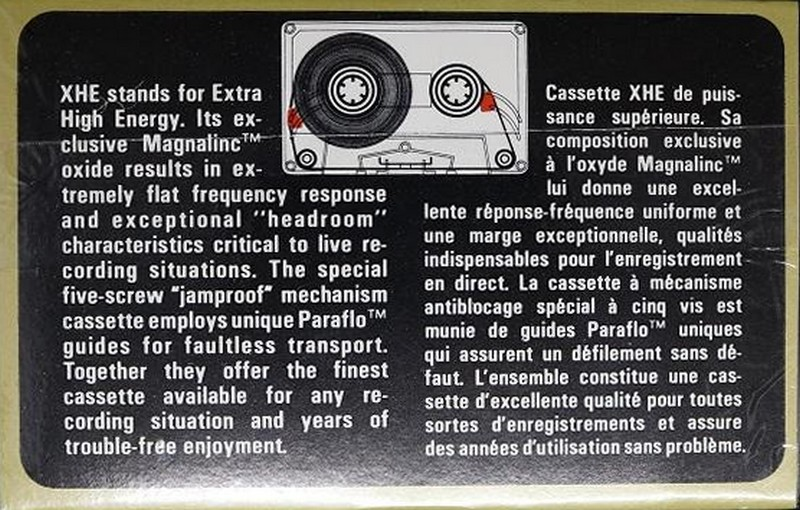 XHE stands for Extra
High Energy. Its ex-
clusive Magnalinc™
oxide results in ex-
tremely flat frequency response
and exceptional "headroom"
characteristics critical to live re-
cording situations. The special
five-screw "jamproof" mechanism
cassette employs unique Paraflo™
guides for faultless transport.
Together they offer the finest
cassette available for any re-
cording situation and years of
trouble-free enjoyment.
Cassette XHE de puis-
sance supérieure. Sa
composition exclusive
à l'oxyde Magnalinc™
lui donne une excel-
lente réponse-fréquence uniforme et
une marge exceptionnelle, qualités
indispensables pour l'enregistrement
en direct. La cassette à mécanisme
antiblocage spécial à cinq vis est
munie de guides Paraflo™ uniques
qui assurent un défilement sans dé-
faut. L'ensemble constitue une cas-
sette d'excellente qualité pour toutes
sortes d'enregistrements et assure
des années d'utilisation sans problème.